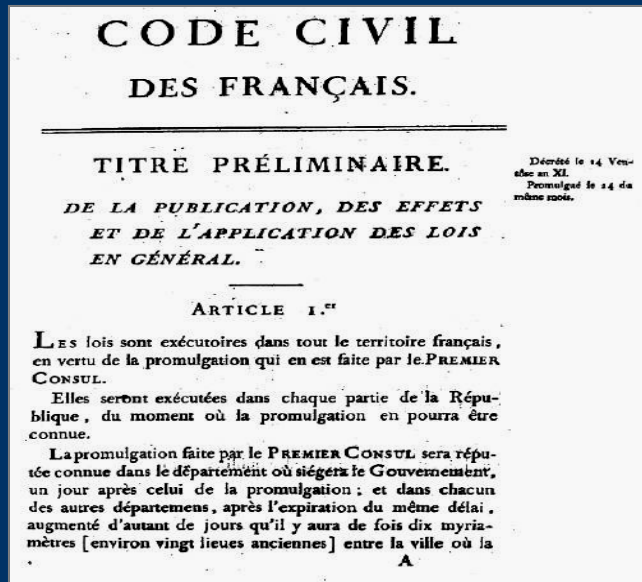 CODE CIVIL
DES FRANÇAIS.
TITRE PRÉLIMINAIRE.
Décrété le 14 Ven-
tôse an XI.
Promulgué le 24 du
même mois.
DE LA PUBLICATION, DES EFFETS
ET DE L'APPLICATION DES LOIS
EN GÉNÉRAL.
ARTICLE 1.er
LES lois sont exécutoires dans tout le territoire français,
en vertu de la promulgation qui en est faite par le PREMIER
CONSUL.
Elles seront exécutées dans chaque partie de la Répu-
blique, du moment où la promulgation en pourra être
connue.
La promulgation faite par le PREMIER CONSUL sera répu-
tée connue dans le département où siégera le Gouvernement,
un jour après celui de la promulgation ; et dans chacun
des autres départemens, après l'expiration du même délai,
augmenté d'autant de jours qu'il y aura de fois dix myria-
mètres [environ vingt lieues anciennes] entre la ville où la
A